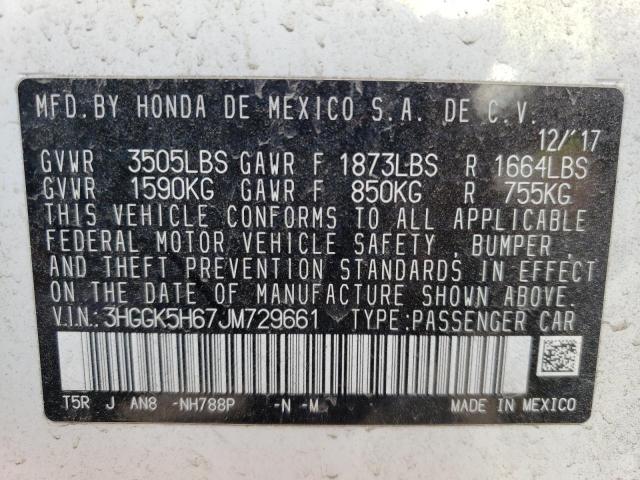 MFD. BY HONDA DE MEXICO S.A. DE C.V.
12/'17
GVWR 3505LBS GAWR F 1873LBS R 1664LBS
GVWR 1590KG GAWR F 850KG R 755KG
THIS VEHICLE CONFORMS TO ALL APPLICABLE
FEDERAL MOTOR VEHICLE SAFETY, BUMPER,
AND THEFT PREVENTION STANDARDS IN EFFECT
ON THE DATE OF MANUFACTURE SHOWN ABOVE.
V.I.N.: 3HGGK5H67JM729661 TYPE: PASSENGER CAR
T5R J AN8 -NH788P -N -M MADE IN MEXICO